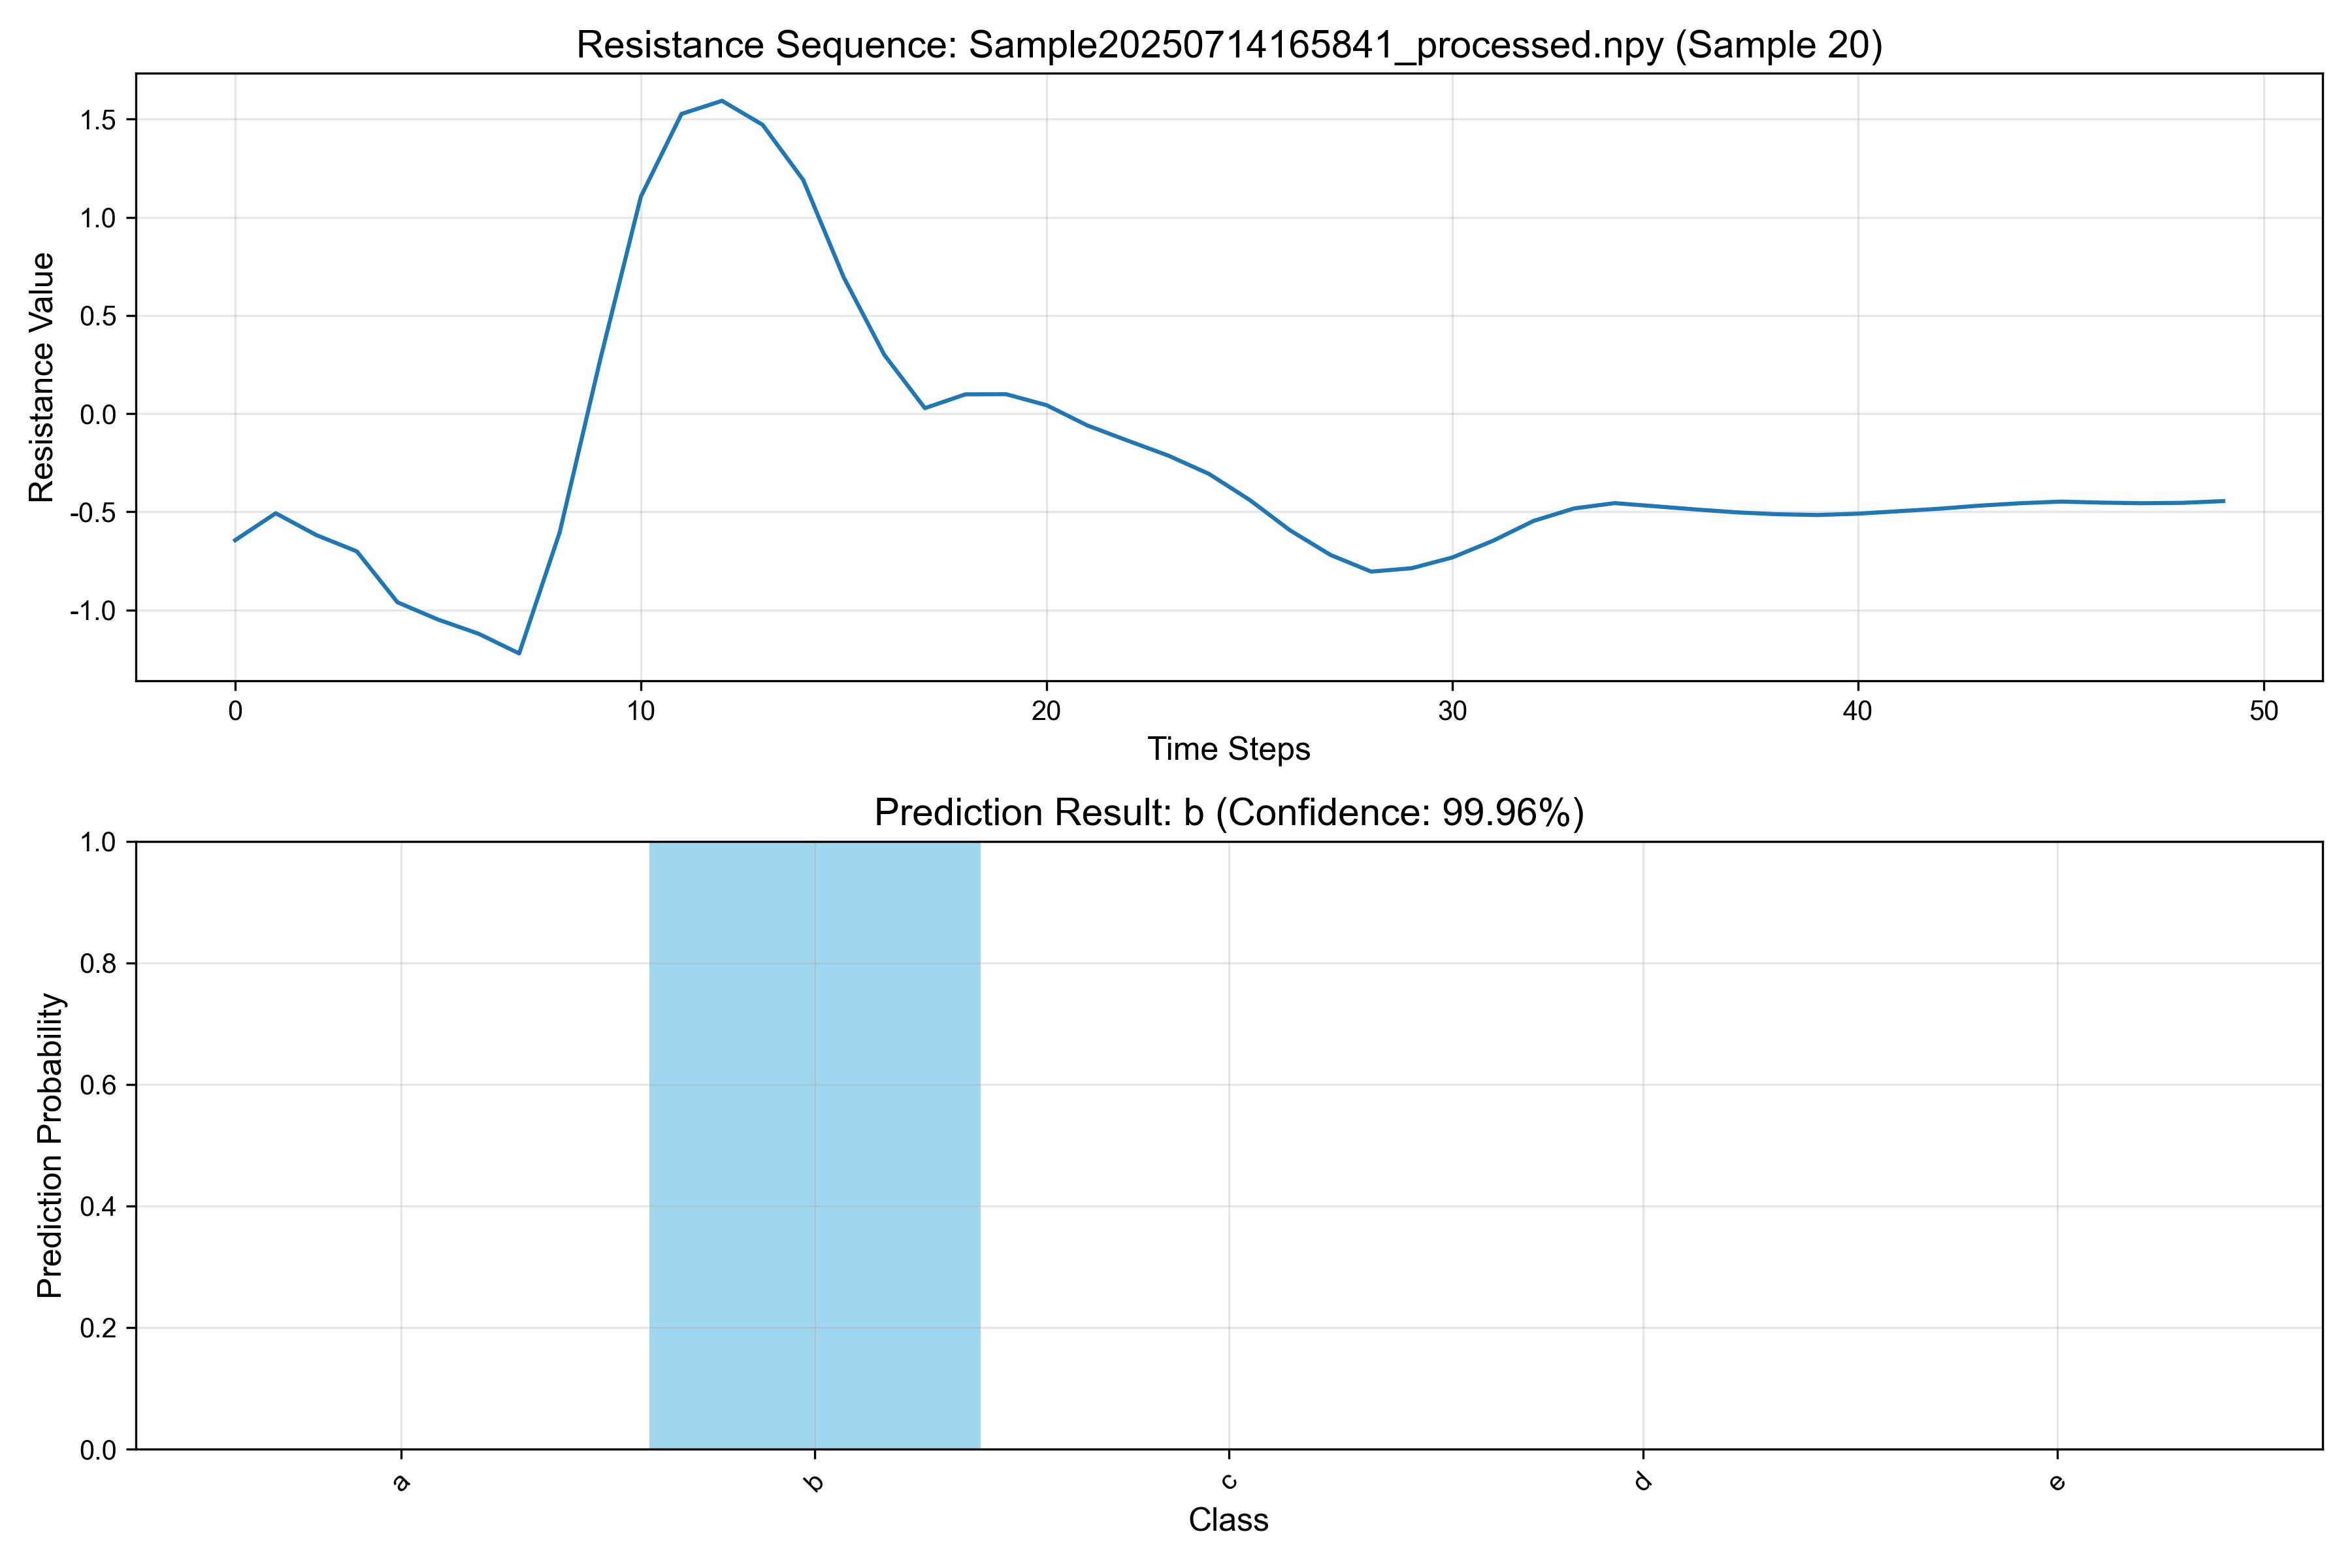 Resistance Sequence: Sample20250714165841_processed.npy (Sample 20)
Resistance Value
1.5
1.0
0.5
0.0
-0.5
-1.0
0 10 20 30 40 50
Time Steps
Prediction Result: b (Confidence: 99.96%)
Prediction Probability
1.0
0.8
0.6
0.4
0.2
0.0
a b c d e
Class